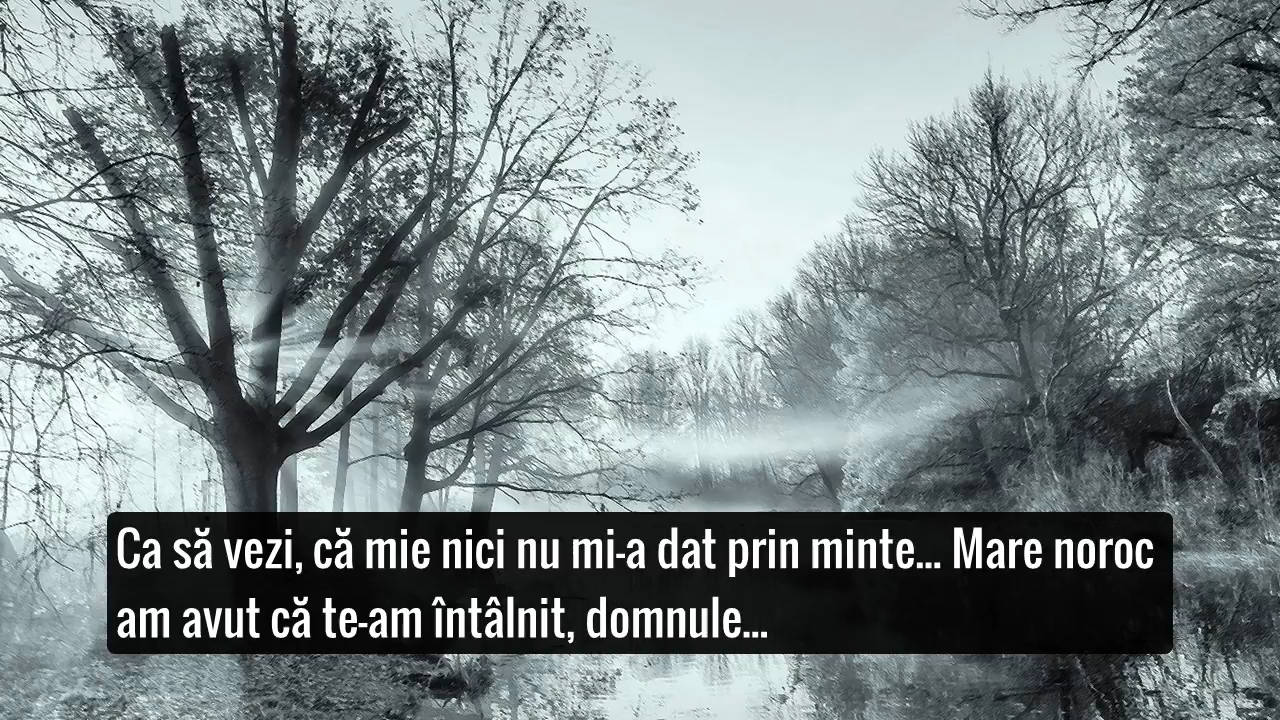 Ca să vezi, că mie nici nu mi-a dat prin minte... Mare noroc
am avut că te-am întâlnit, domnule...